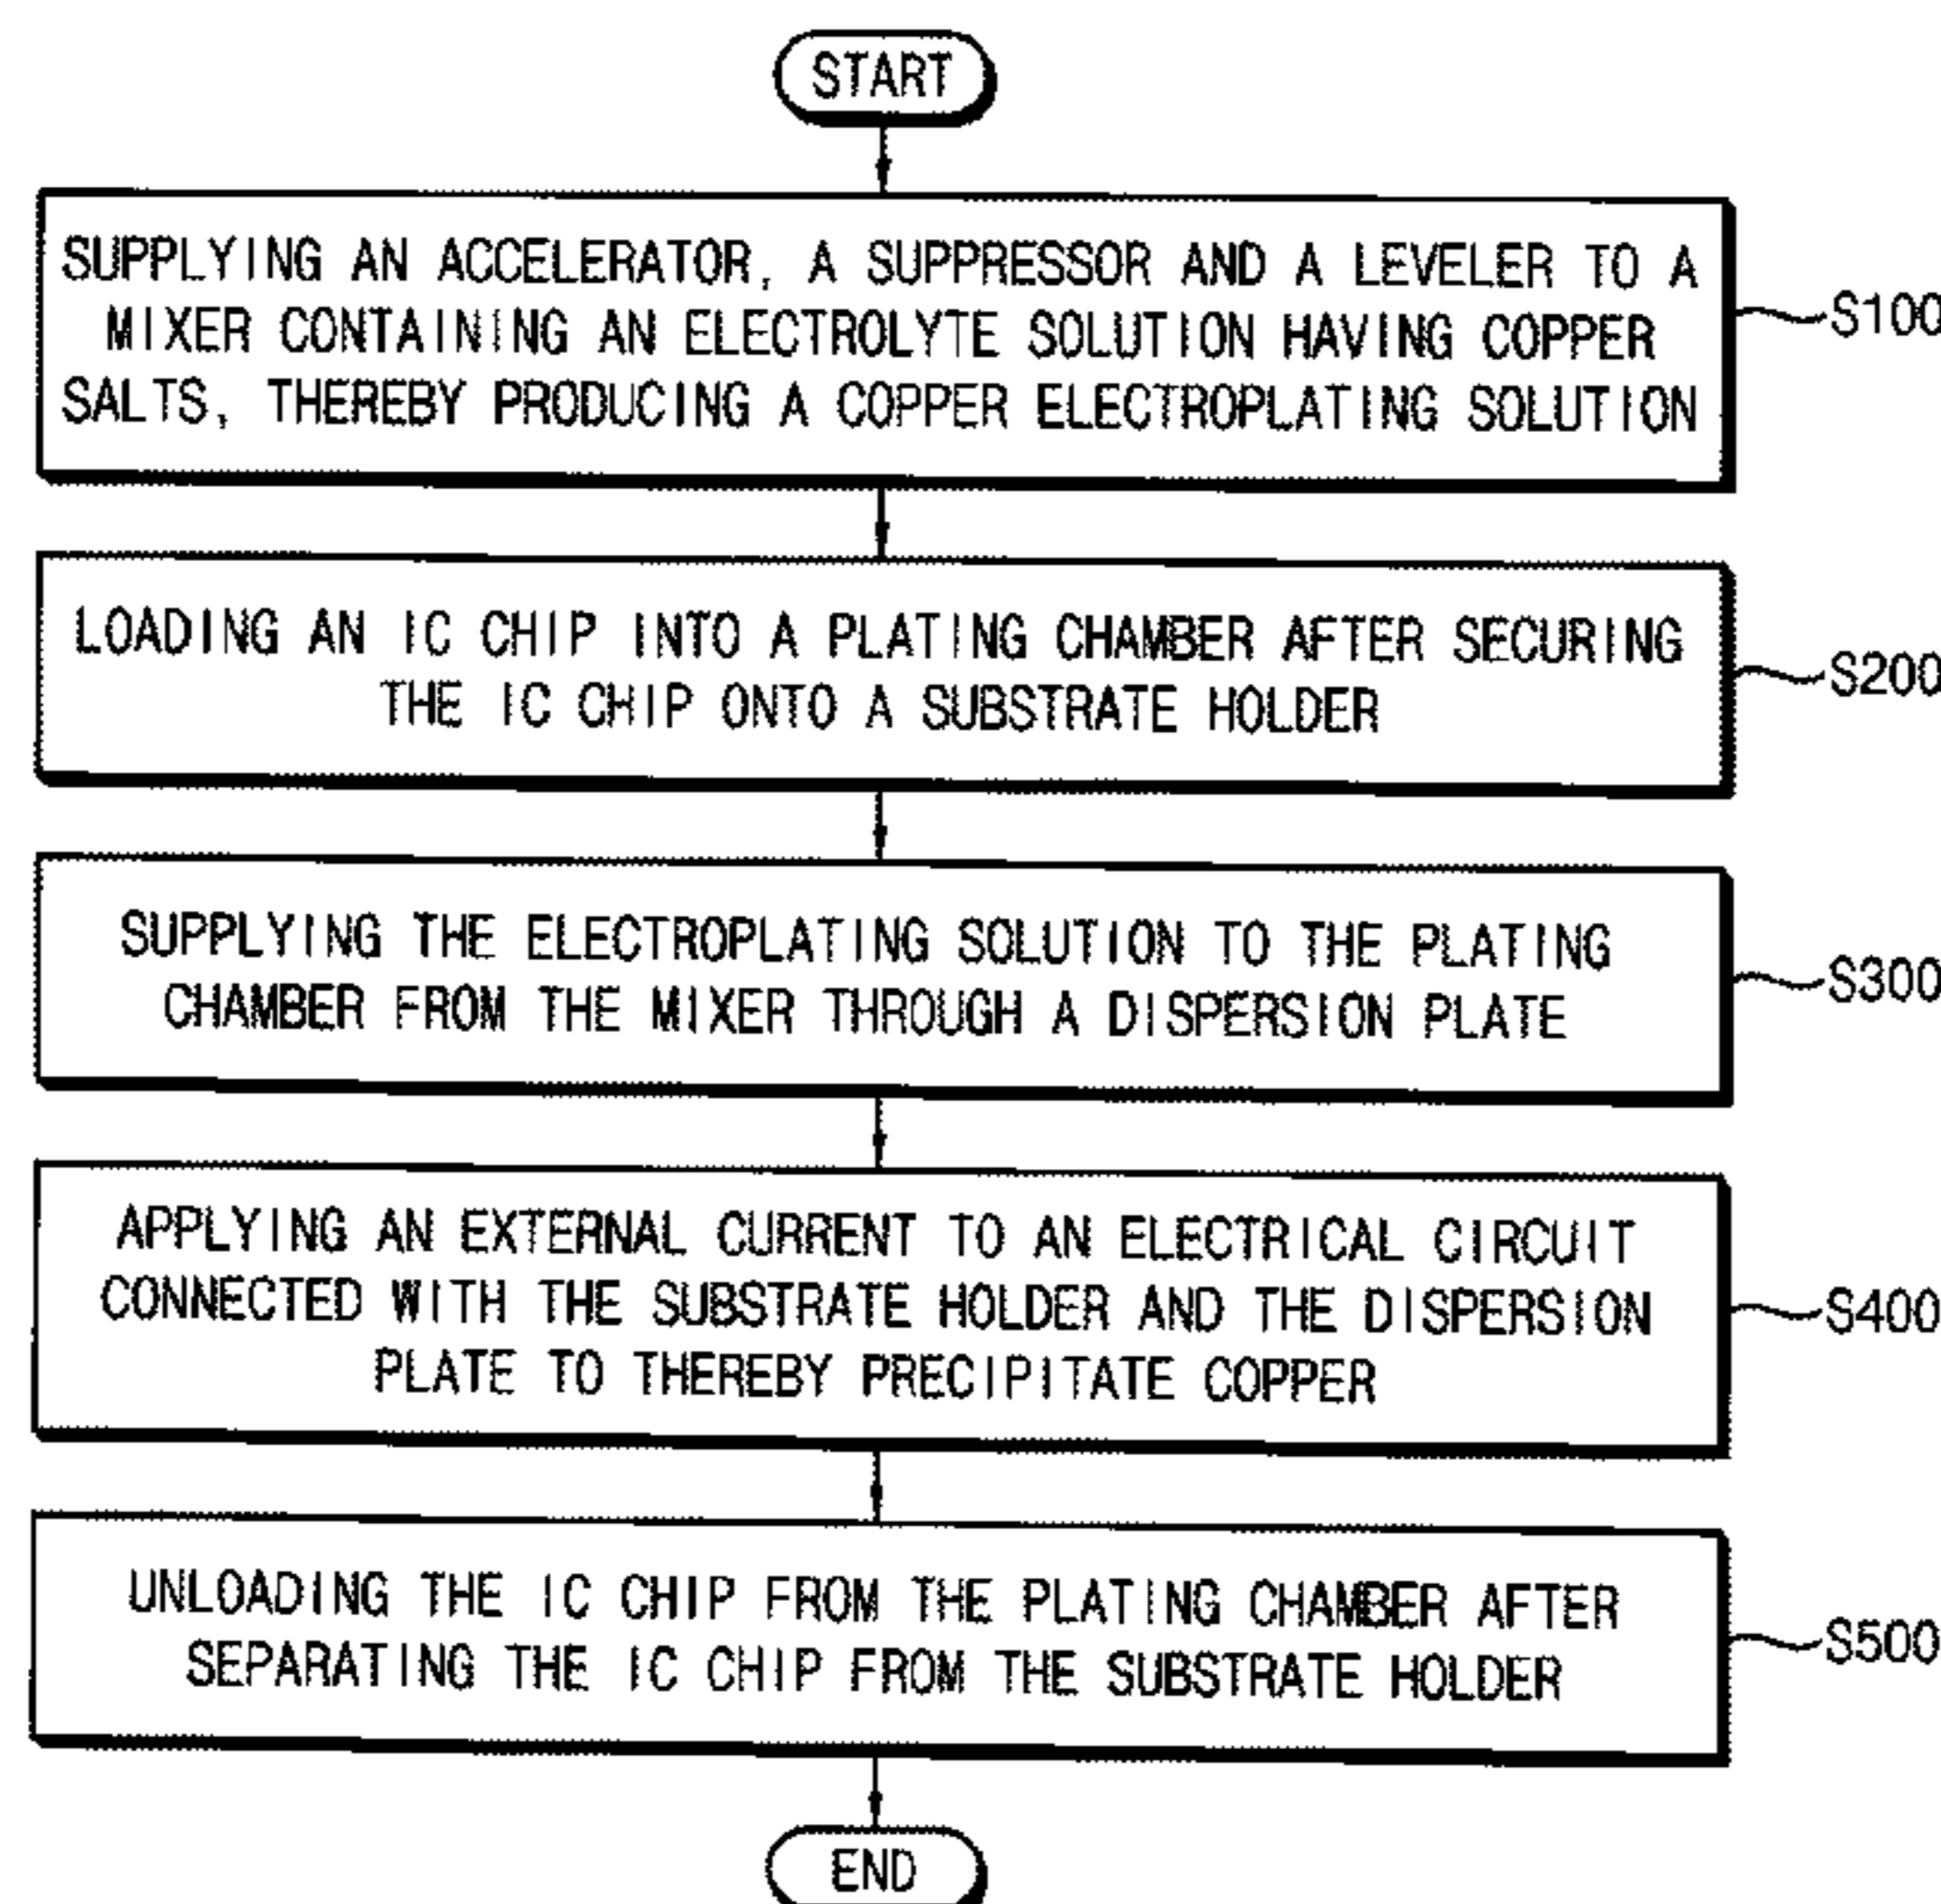 START
SUPPLYING AN ACCELERATOR, A SUPPRESSOR AND A LEVELER TO A
MIXER CONTAINING AN ELECTROLYTE SOLUTION HAVING COPPER
SALTS, THEREBY PRODUCING A COPPER ELECTROPLATING SOLUTION
S100
LOADING AN IC CHIP INTO A PLATING CHAMBER AFTER SECURING
THE IC CHIP ONTO A SUBSTRATE HOLDER
S200
SUPPLYING THE ELECTROPLATING SOLUTION TO THE PLATING
CHAMBER FROM THE MIXER THROUGH A DISPERSION PLATE
S300
APPLYING AN EXTERNAL CURRENT TO AN ELECTRICAL CIRCUIT
CONNECTED WITH THE SUBSTRATE HOLDER AND THE DISPERSION
PLATE TO THEREBY PRECIPITATE COPPER
S400
UNLOADING THE IC CHIP FROM THE PLATING CHAMBER AFTER
SEPARATING THE IC CHIP FROM THE SUBSTRATE HOLDER
S500
END